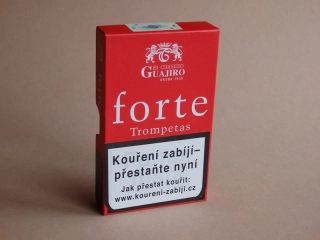 GUAJIRO
forte
Trompetas
Kouření zabíjí–
přestaňte nyní
Jak přestat kouřit:
www.koureni-zabiji.cz